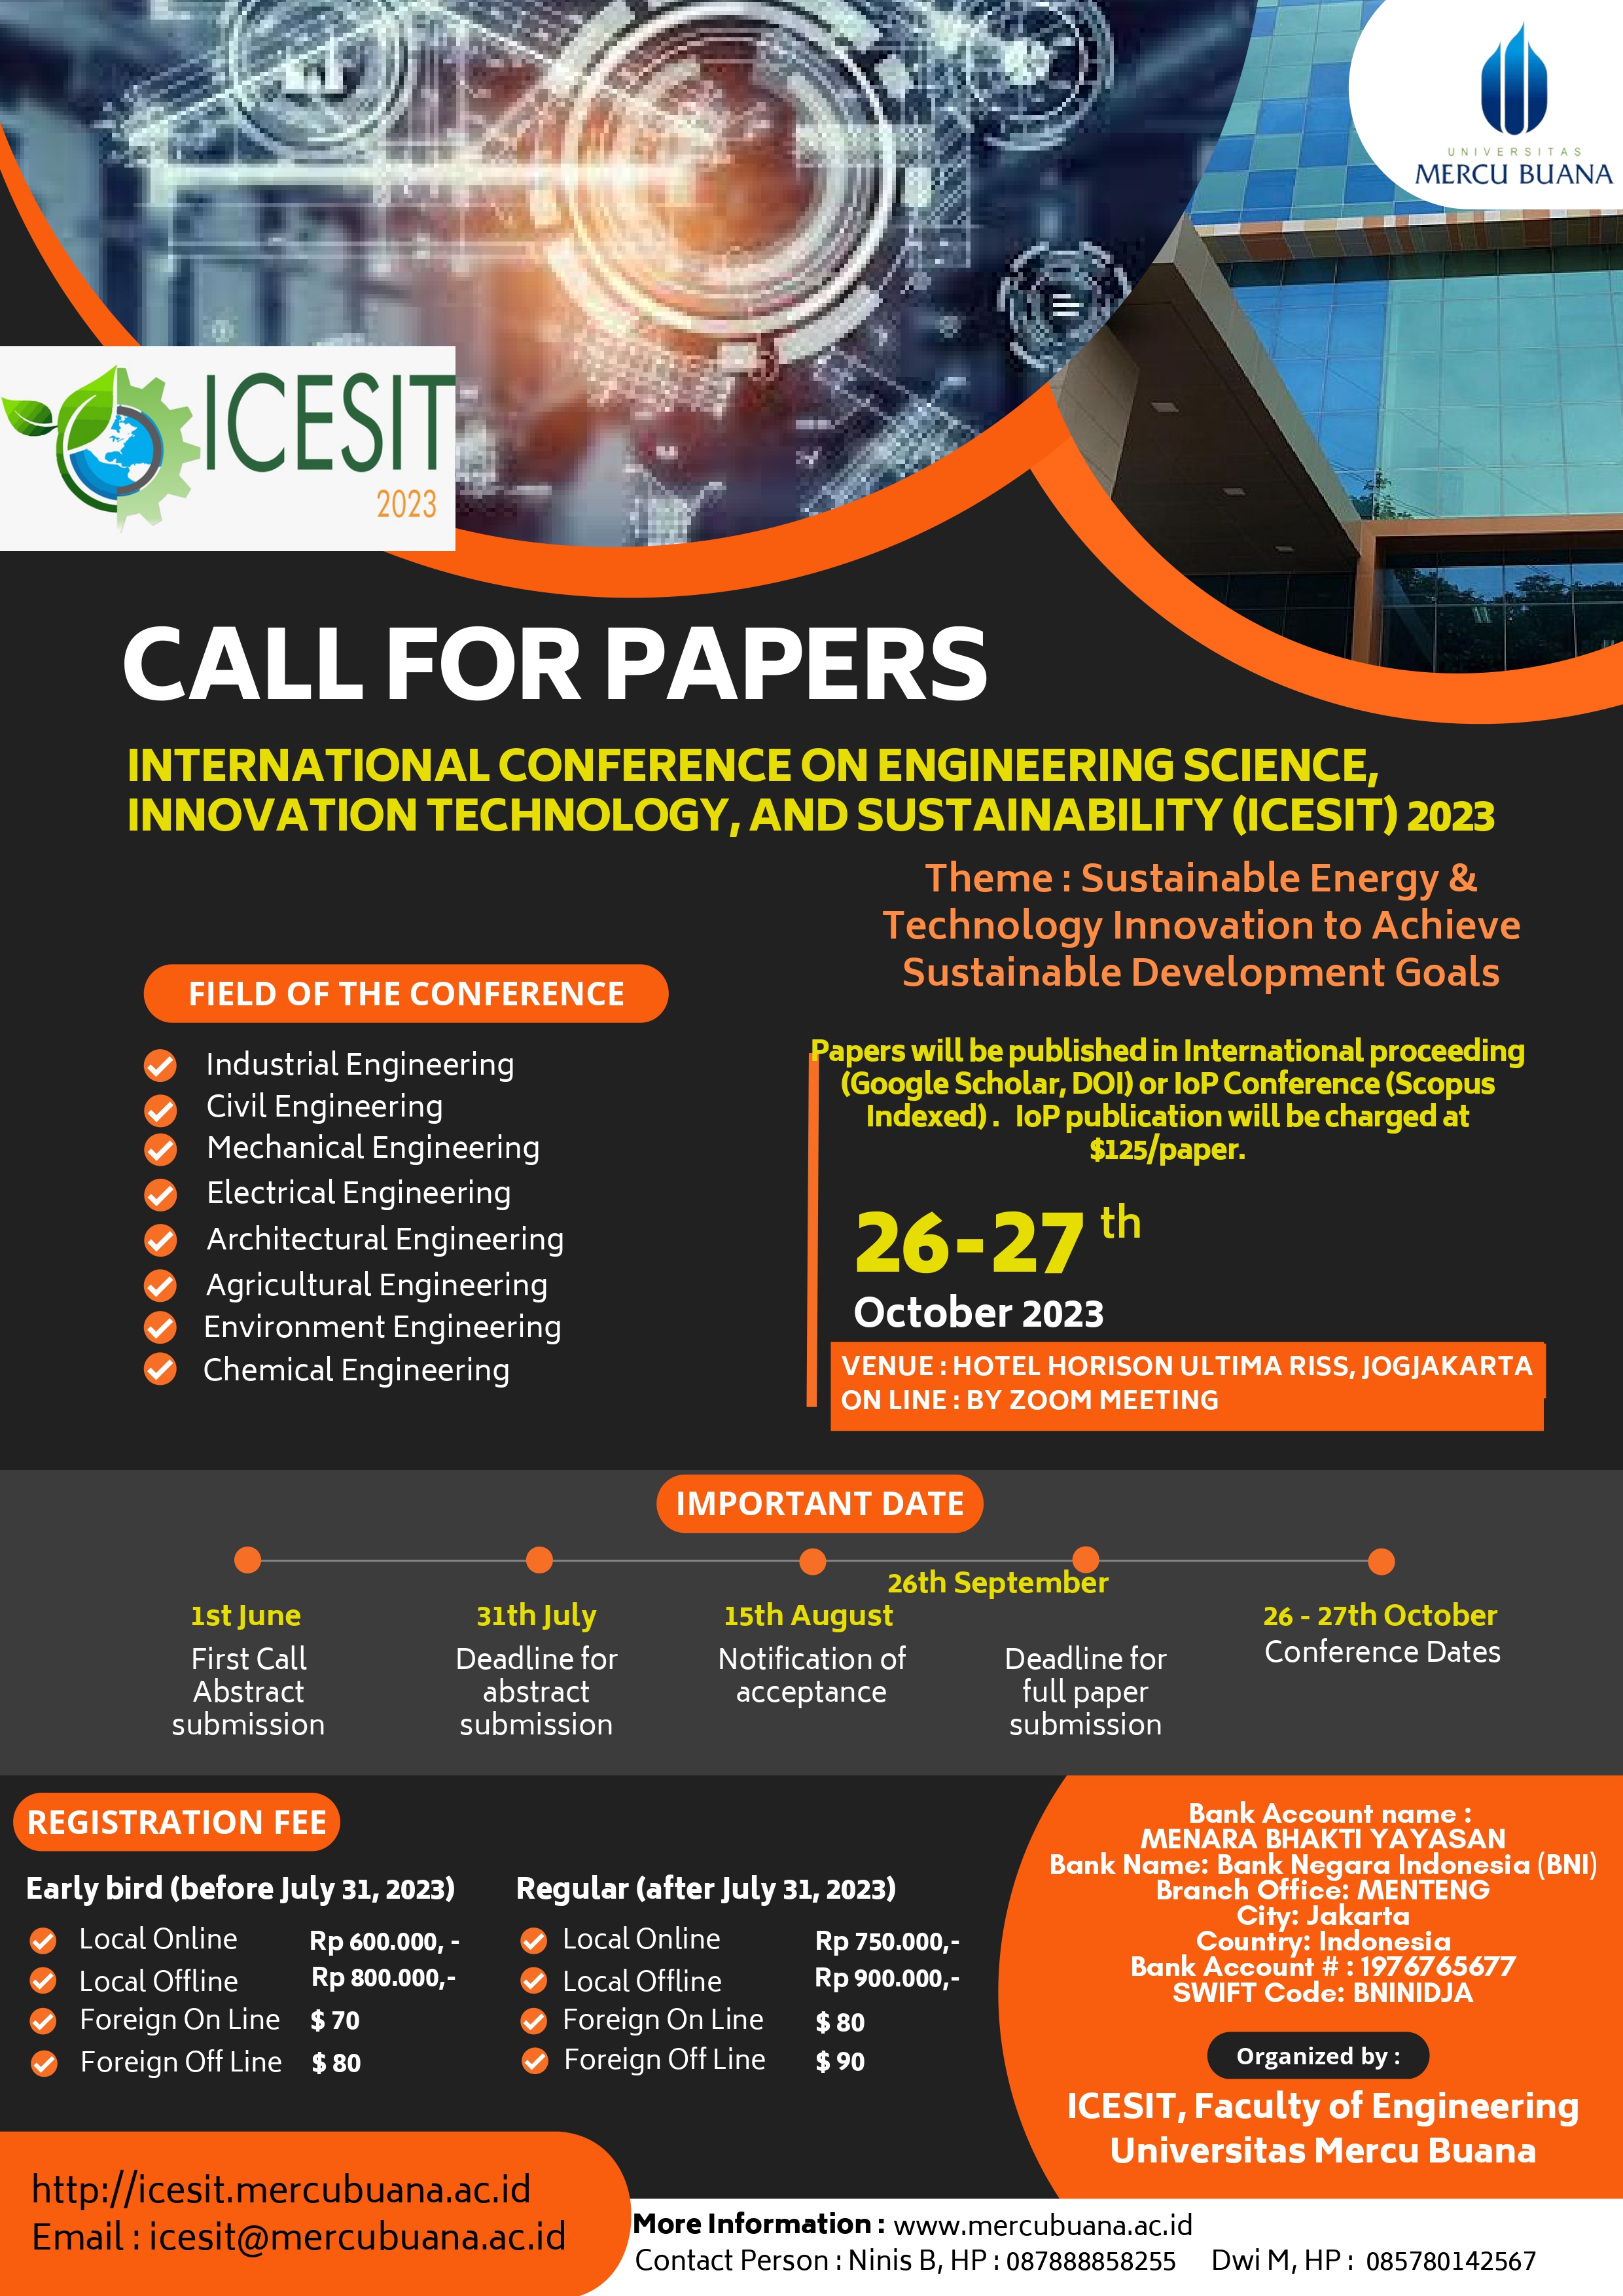 UNIVERSITAS
MERCU BUANA
ICESIT
2023
CALL FOR PAPERS
INTERNATIONAL CONFERENCE ON ENGINEERING SCIENCE,
INNOVATION TECHNOLOGY, AND SUSTAINABILITY (ICESIT) 2023
Theme : Sustainable Energy &
Technology Innovation to Achieve
Sustainable Development Goals
FIELD OF THE CONFERENCE
Industrial Engineering
Civil Engineering
Mechanical Engineering
Electrical Engineering
Architectural Engineering
Agricultural Engineering
Environment Engineering
Chemical Engineering
Papers will be published in International proceeding
(Google Scholar, DOI) or IoP Conference (Scopus
Indexed) .  IoP publication will be charged at
$125/paper.
26-27 th
October 2023
VENUE : HOTEL HORISON ULTIMA RISS, JOGJAKARTA
ON LINE : BY ZOOM MEETING
IMPORTANT DATE
1st June
First Call
Abstract
submission
31th July
Deadline for
abstract
submission
15th August
Notification of
acceptance
26th September
Deadline for
full paper
submission
26 - 27th October
Conference Dates
REGISTRATION FEE
Early bird (before July 31, 2023)
Local Online Rp 600.000, -
Local Offline Rp 800.000,-
Foreign On Line $ 70
Foreign Off Line $ 80
Regular (after July 31, 2023)
Local Online Rp 750.000,-
Local Offline Rp 900.000,-
Foreign On Line $ 80
Foreign Off Line $ 90
Bank Account name :
MENARA BHAKTI YAYASAN
Bank Name: Bank Negara Indonesia (BNI)
Branch Office: MENTENG
City: Jakarta
Country: Indonesia
Bank Account # : 1976765677
SWIFT Code: BNINIDJA
Organized by :
ICESIT, Faculty of Engineering
Universitas Mercu Buana
http://icesit.mercubuana.ac.id
Email : icesit@mercubuana.ac.id
More Information : www.mercubuana.ac.id
Contact Person : Ninis B, HP : 087888858255 Dwi M, HP : 085780142567